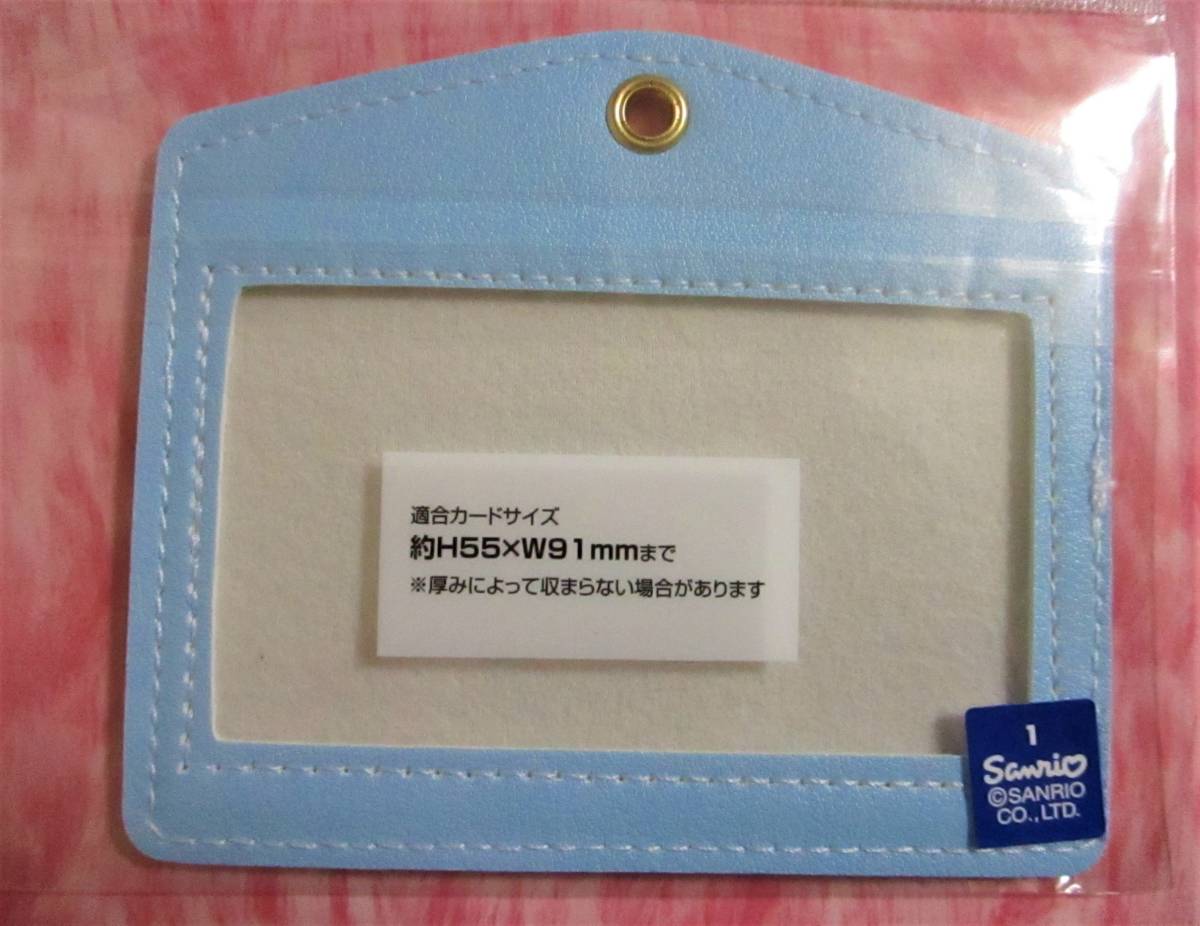 適合カードサイズ
約H55×W91mmまで
※厚みによって収まらない場合があります
1
Sanrio
©SANRIO
CO.,LTD.